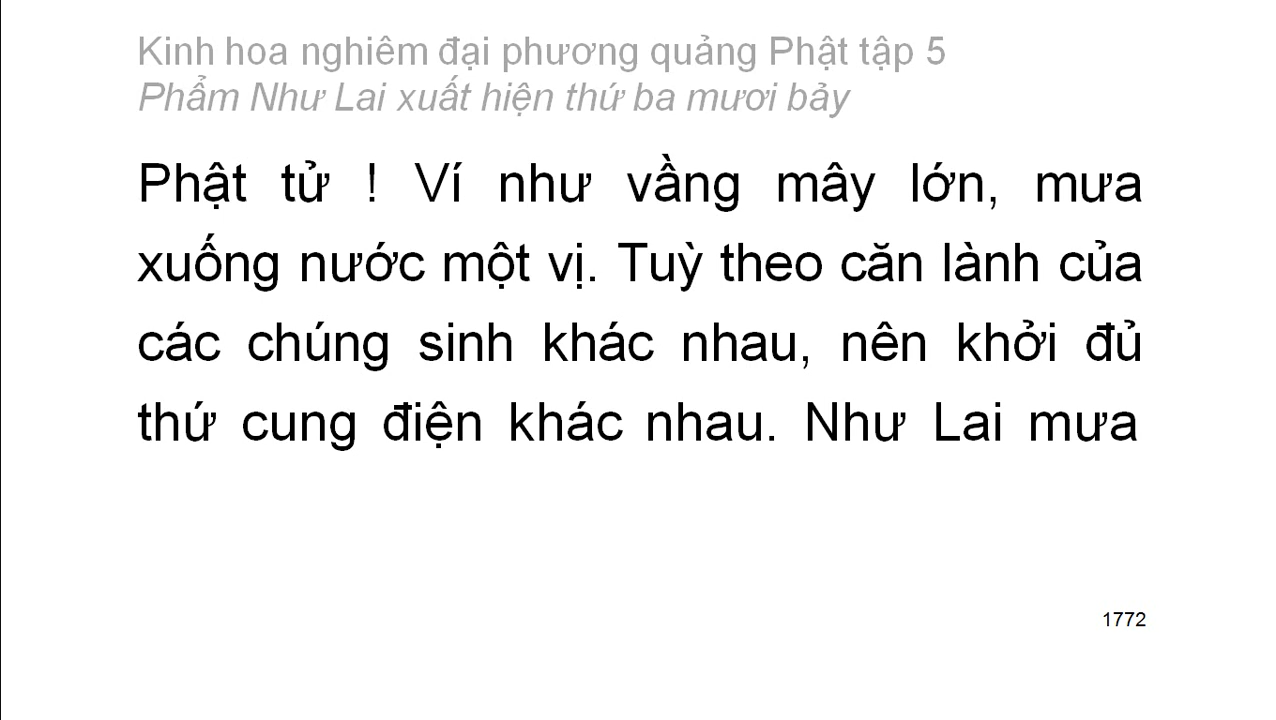 Kinh hoa nghiêm đại phương quảng Phật tập 5
Phẩm Như Lai xuất hiện thứ ba mươi bảy
Phật tử ! Ví như vầng mây lớn, mưa
xuống nước một vị. Tuỳ theo căn lành của
các chúng sinh khác nhau, nên khởi đủ
thứ cung điện khác nhau. Như Lai mưa
1772